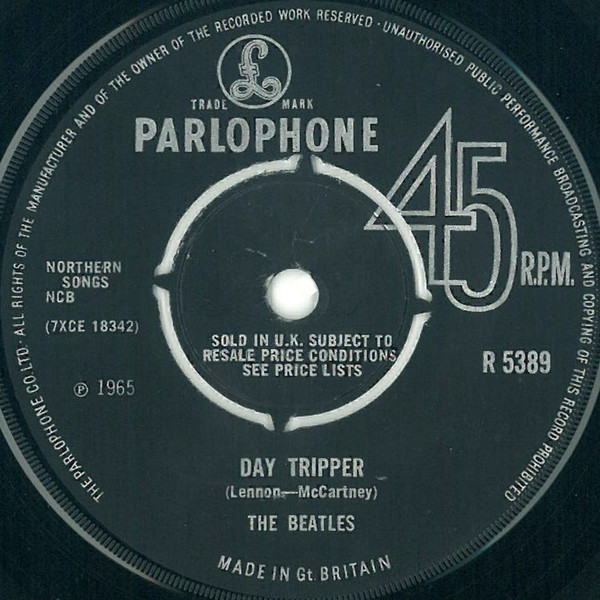 THE PARLOPHONE CO. LTD. · ALL RIGHTS OF THE MANUFACTURER AND OF THE OWNER OF THE RECORDED WORK RESERVED · UNAUTHORISED PUBLIC PERFORMANCE BROADCASTING AND COPYING OF THIS RECORD PROHIBITED
£
TRADE MARK
PARLOPHONE
45
R.P.M.
NORTHERN
SONGS
NCB
(7XCE 18342)
℗ 1965
SOLD IN U.K. SUBJECT TO
RESALE PRICE CONDITIONS
SEE PRICE LISTS
R 5389
DAY TRIPPER
(Lennon—McCartney)
THE BEATLES
MADE IN Gt. BRITAIN